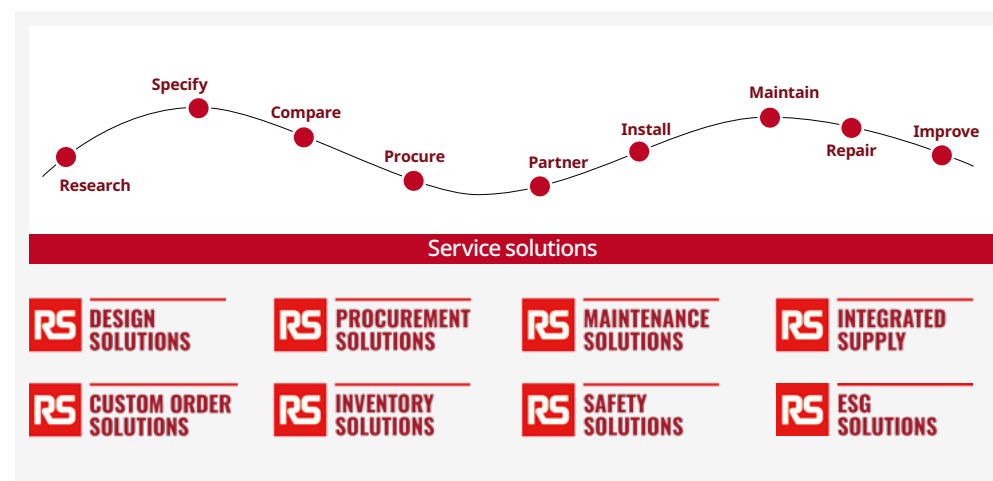 Specify
Maintain
Compare
Install
Improve
Procure
Partner
Repair
Research
Service solutions
RS DESIGN
SOLUTIONS
RS PROCUREMENT
SOLUTIONS
RS MAINTENANCE
SOLUTIONS
RS INTEGRATED
SUPPLY
RS CUSTOM ORDER
SOLUTIONS
RS INVENTORY
SOLUTIONS
RS SAFETY
SOLUTIONS
RS ESG
SOLUTIONS